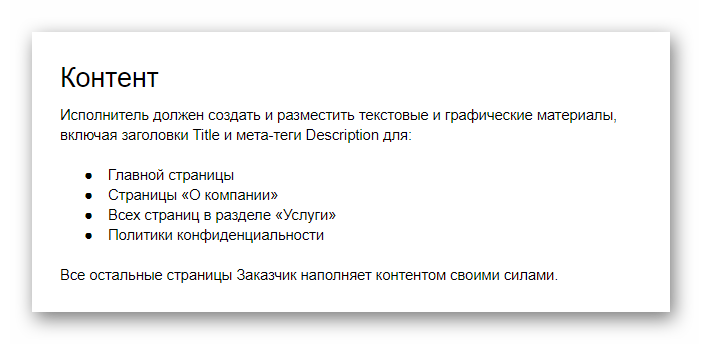 Контент
Исполнитель должен создать и разместить текстовые и графические материалы,
включая заголовки Title и мета-теги Description для:
● Главной страницы
● Страницы «О компании»
● Всех страниц в разделе «Услуги»
● Политики конфиденциальности
Все остальные страницы Заказчик наполняет контентом своими силами.